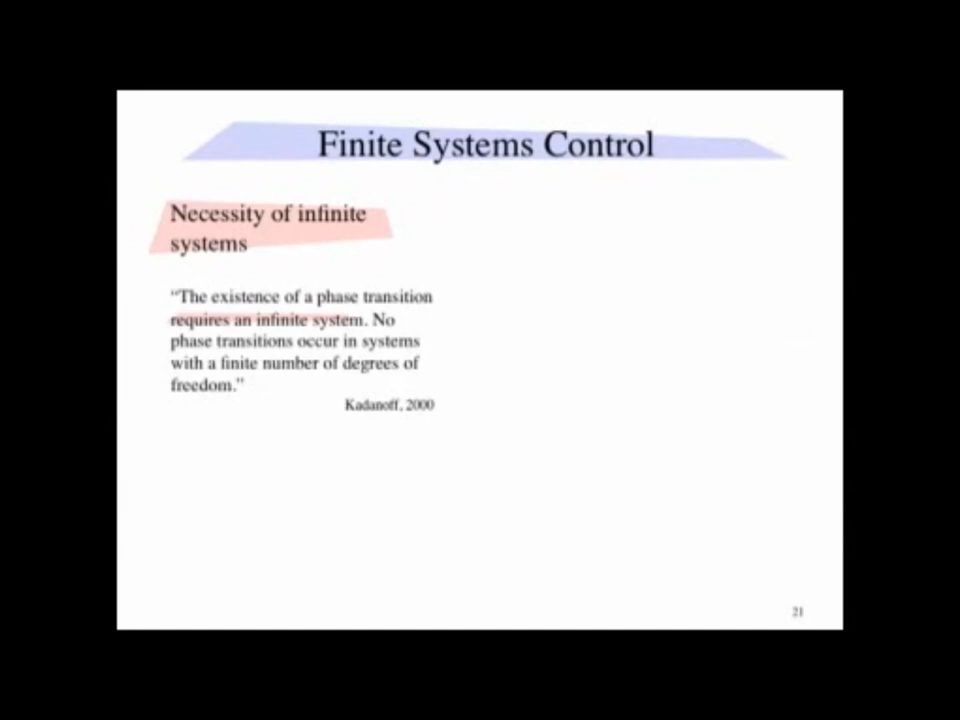 Finite Systems Control
Necessity of infinite
systems
“The existence of a phase transition
requires an infinite system. No
phase transitions occur in systems
with a finite number of degrees of
freedom.”
Kadanoff, 2000
21